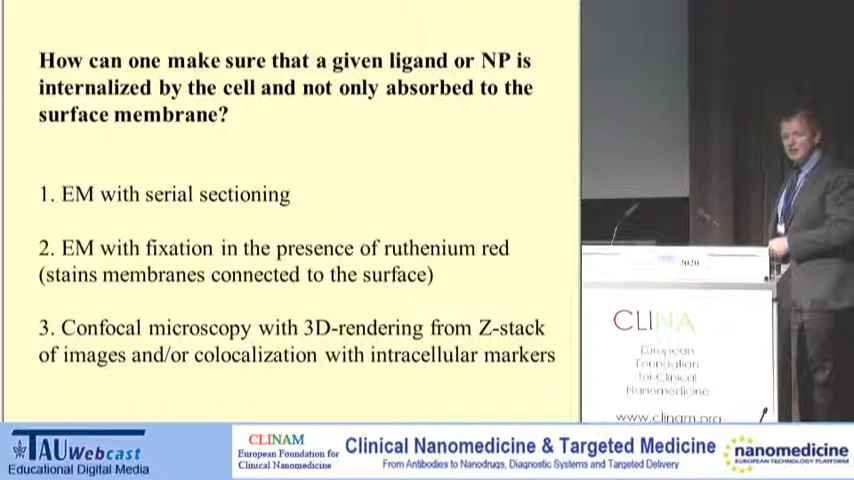 How can one make sure that a given ligand or NP is
internalized by the cell and not only absorbed to the
surface membrane?
1. EM with serial sectioning
2. EM with fixation in the presence of ruthenium red
(stains membranes connected to the surface)
3. Confocal microscopy with 3D-rendering from Z-stack
of images and/or colocalization with intracellular markers
2020
CLINA
European
Foundation
for Clinical
Nanomedicine
www.clinam.org
TAU Webcast
Educational Digital Media
CLINAM
European Foundation for
Clinical Nanomedicine
Clinical Nanomedicine & Targeted Medicine
From Antibodies to Nanodrugs, Diagnostic Systems and Targeted Delivery
nanomedicine
EUROPEAN TECHNOLOGY PLATFORM